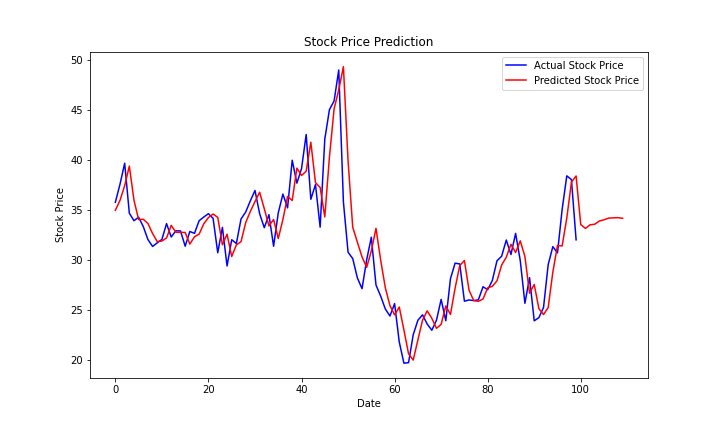 Stock Price Prediction
Actual Stock Price
Predicted Stock Price
Stock Price
50
45
40
35
30
25
20
0
20
40
60
80
100
Date